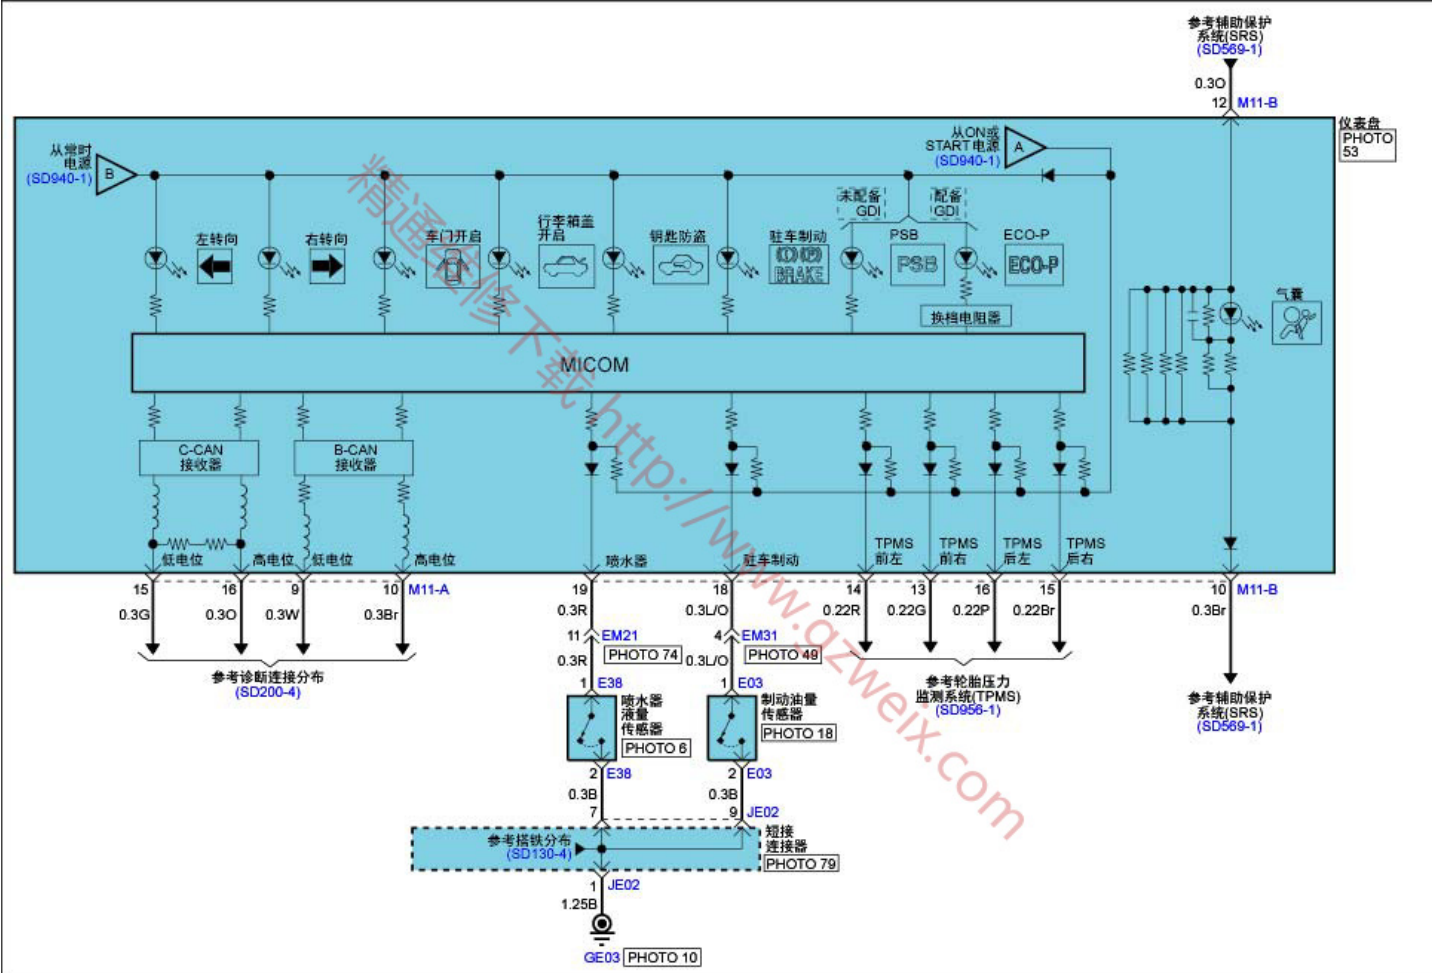 参考辅助保护
系统(SRS)
(SD569-1)
0.3O
12 M11-B
仪表盘
PHOTO
53
从常时
电源
(SD940-1)
B
从ON或
START电源
(SD940-1)
A
未配备
GDI
配备
GDI
左转向
右转向
车门开启
行李箱盖
开启
钥匙防盗
驻车制动
(!)(P)
BRAKE
PSB
PSB
ECO-P
ECO-P
换档电阻器
气囊
MICOM
C-CAN
接收器
B-CAN
接收器
低电位
高电位
低电位
高电位
喷水器
驻车制动
TPMS
前左
TPMS
前右
TPMS
后左
TPMS
后右
15
16
9
10 M11-A
19
18
14
13
16
15
10 M11-B
0.3G
0.3O
0.3W
0.3Br
0.3R
0.3L/O
0.22R
0.22G
0.22P
0.22Br
0.3Br
11 EM21
PHOTO 74
4 EM31
PHOTO 49
0.3R
0.3L/O
参考诊断连接分布
(SD200-4)
参考轮胎压力
监测系统(TPMS)
(SD956-1)
参考辅助保护
系统(SRS)
(SD569-1)
1 E38
喷水器
液量
传感器
PHOTO 6
1 E03
制动油量
传感器
PHOTO 18
2 E38
2 E03
0.3B
0.3B
7
9 JE02
参考搭铁分布
(SD130-4)
短接
连接器
PHOTO 79
1 JE02
1.25B
GE03 PHOTO 10
精通维修下载 http://www.gzweix.com